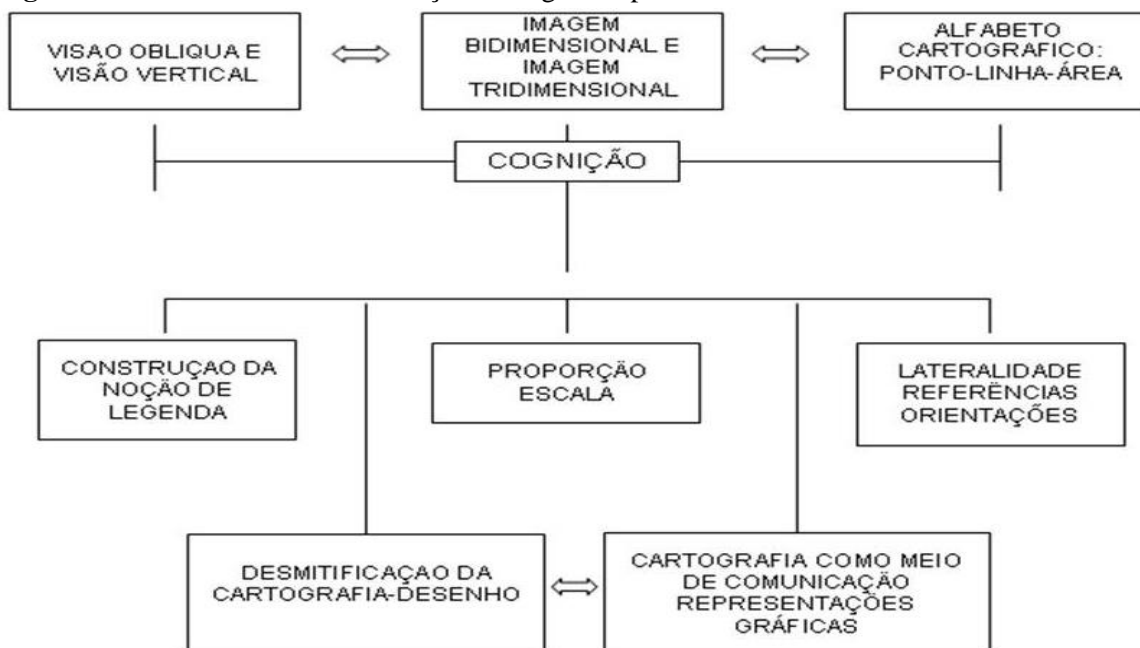 VISAO OBLIQUA E
VISÃO VERTICAL
IMAGEM
BIDIMENSIONAL E
IMAGEM
TRIDIMENSIONAL
ALFABETO
CARTOGRAFICO:
PONTO-LINHA-ÁREA
COGNIÇÃO
CONSTRUÇAO DA
NOÇÃO DE
LEGENDA
PROPORÇÃO
ESCALA
LATERALIDADE
REFERÊNCIAS
ORIENTAÇÕES
DESMITIFICAÇAO DA
CARTOGRAFIA-DESENHO
CARTOGRAFIA COMO MEIO
DE COMUNICAÇÃO
REPRESENTAÇÕES
GRÁFICAS